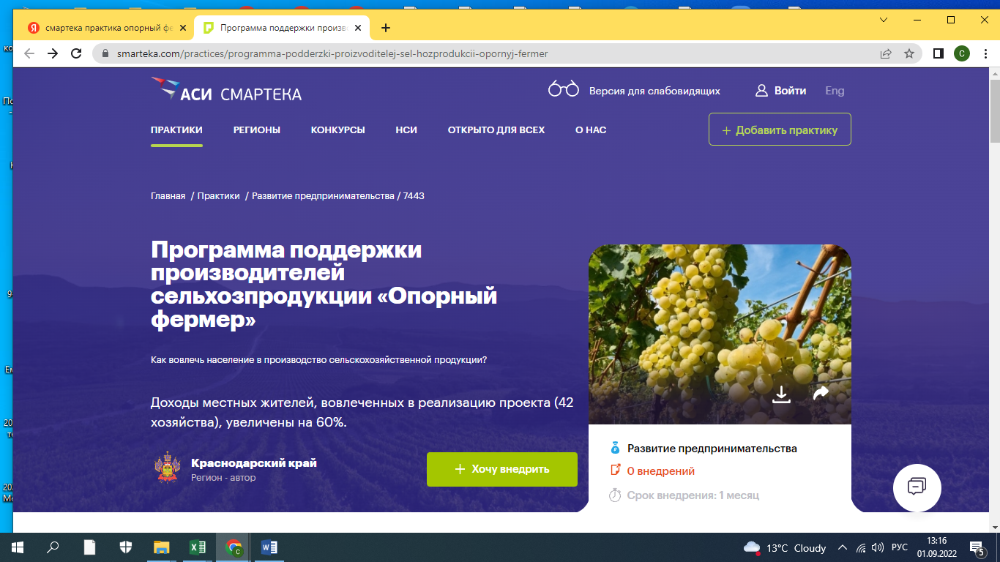 смартека практика опорный фе
Программа поддержки произв
smarteka.com/practices/programma-podderzki-proizvoditelej-sel-hozprodukcii-opornyj-fermer
C
АСИ СМАРТЕКА
Версия для слабовидящих
Войти
Eng
ПРАКТИКИ РЕГИОНЫ КОНКУРСЫ НСИ ОТКРЫТО ДЛЯ ВСЕХ О НАС
+ Добавить практику
Главная / Практики / Развитие предпринимательства / 7443
Программа поддержки
производителей
сельхозпродукции «Опорный
фермер»
Как вовлечь население в производство сельскохозяйственной продукции?
Доходы местных жителей, вовлеченных в реализацию проекта (42
хозяйства), увеличены на 60%.
Краснодарский край
Регион - автор
+ Хочу внедрить
Развитие предпринимательства
0 внедрений
Срок внедрения: 1 месяц
13°C Cloudy
РУС
13:16
01.09.2022
5